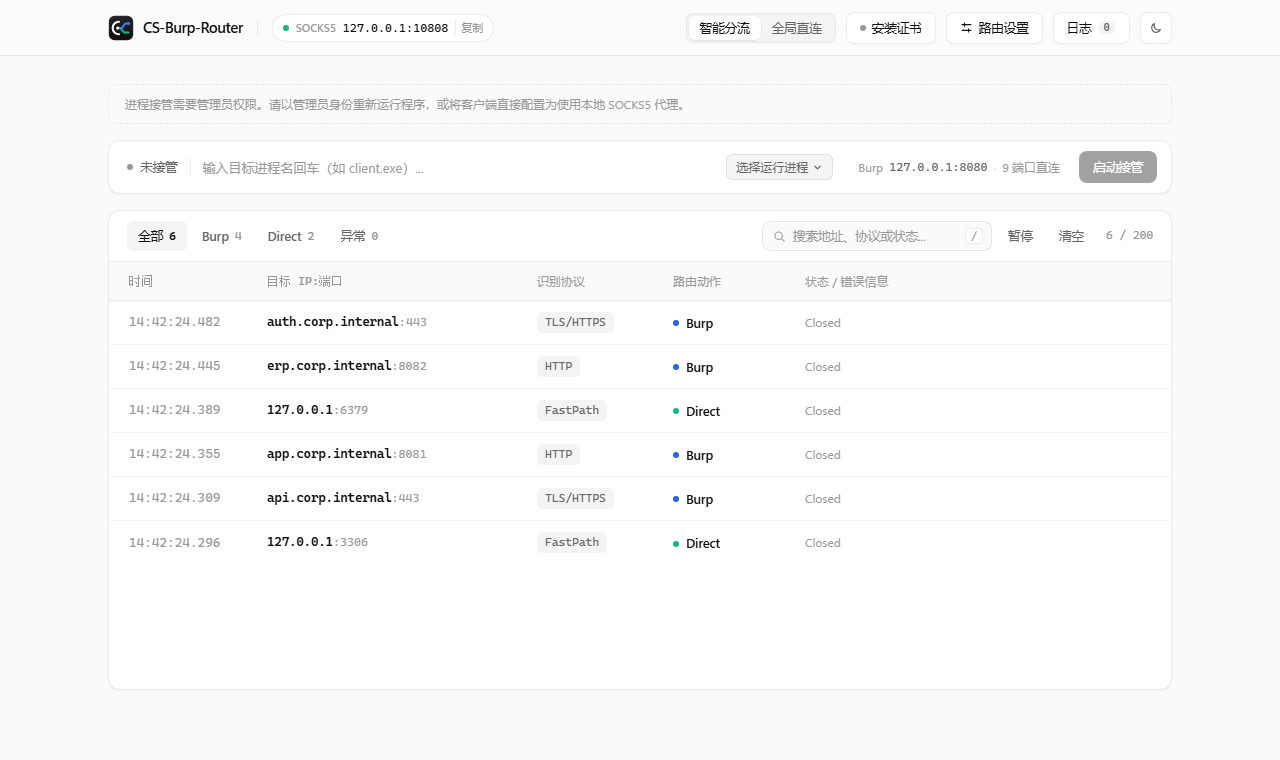 CS-Burp-Router SOCKS5 127.0.0.1:10808 复制 智能分流 全局直连 安装证书 路由设置 日志 0
进程接管需要管理员权限。请以管理员身份重新运行程序，或将客户端直接配置为使用本地 SOCKS5 代理。
未接管 输入目标进程名回车（如 client.exe）... 选择运行进程 Burp 127.0.0.1:8080 · 9 端口直连 启动接管
全部 6 Burp 4 Direct 2 异常 0 搜索地址、协议或状态... / 暂停 清空 6 / 200
时间 目标 IP:端口 识别协议 路由动作 状态 / 错误信息
14:42:24.482 auth.corp.internal:443 TLS/HTTPS Burp Closed
14:42:24.445 erp.corp.internal:8082 HTTP Burp Closed
14:42:24.389 127.0.0.1:6379 FastPath Direct Closed
14:42:24.355 app.corp.internal:8081 HTTP Burp Closed
14:42:24.309 api.corp.internal:443 TLS/HTTPS Burp Closed
14:42:24.296 127.0.0.1:3306 FastPath Direct Closed